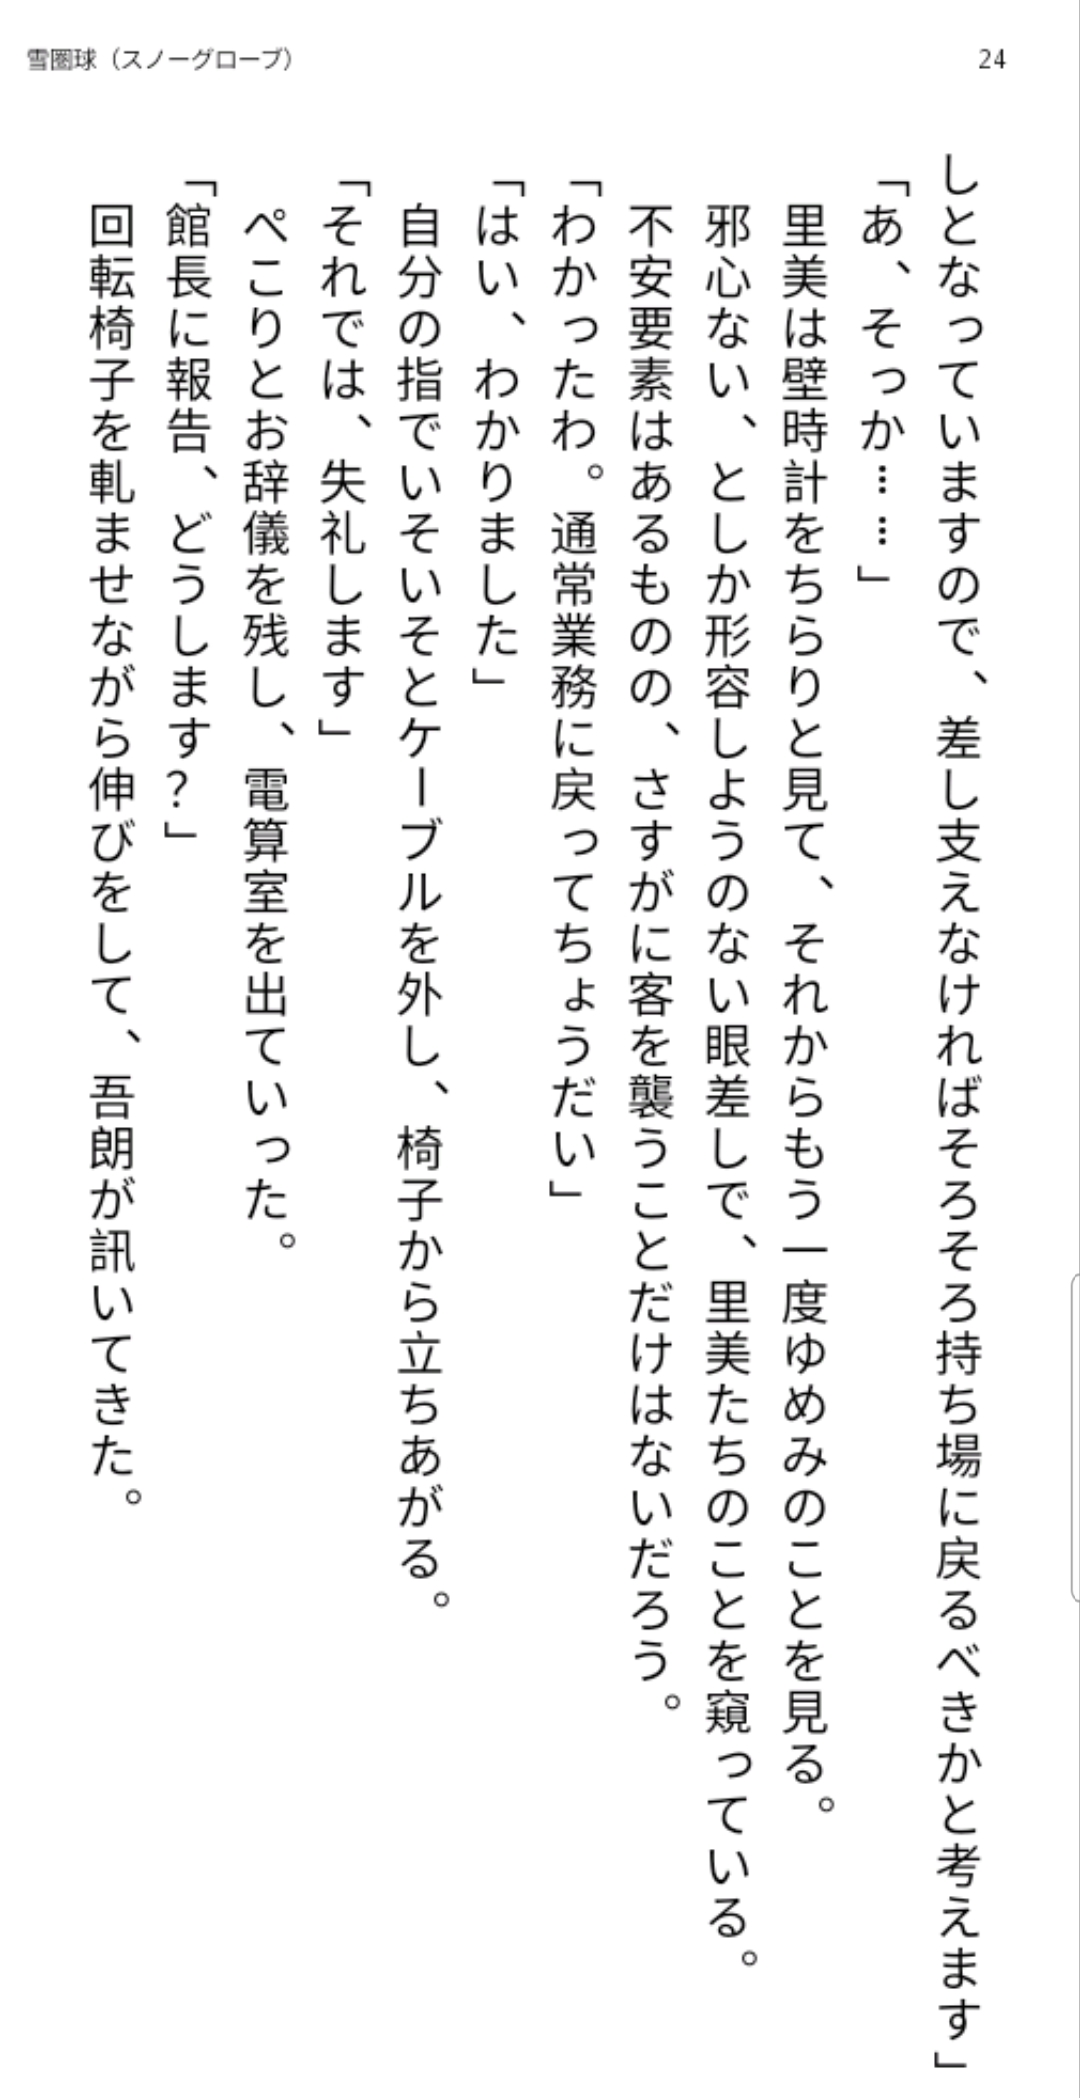 雪圏球（スノーグローブ）
24
しとなっていますので、差し支えなければそろそろ持ち場に戻るべきかと考えます」
「あ、そっか……」
里美は壁時計をちらりと見て、それからもう一度ゆめみのことを見る。
邪心ない、としか形容しようのない眼差しで、里美たちのことを窺っている。
不安要素はあるものの、さすがに客を襲うことだけはないだろう。
「わかったわ。通常業務に戻ってちょうだい」
「はい、わかりました」
自分の指でいそいそとケーブルを外し、椅子から立ちあがる。
「それでは、失礼します」
ぺこりとお辞儀を残し、電算室を出ていった。
「館長に報告、どうします？」
回転椅子を軋ませながら伸びをして、吾朗が訊いてきた。